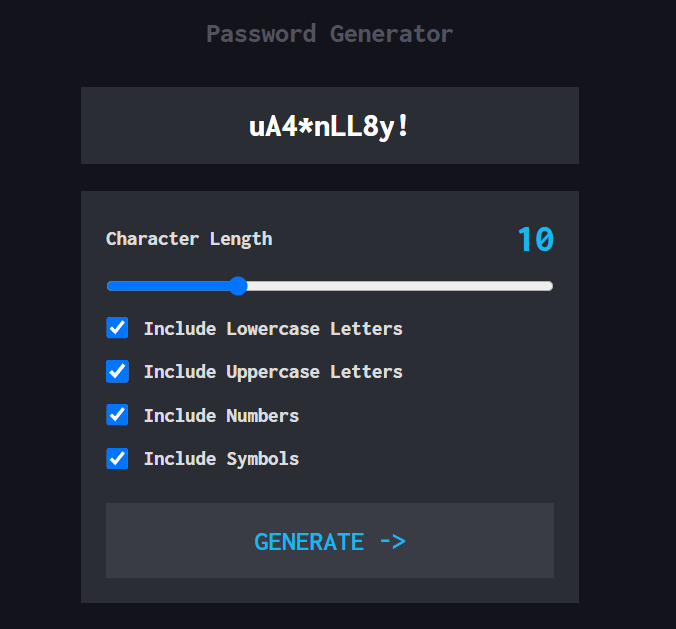 Password Generator
uA4*nLL8y!
Character Length 10
Include Lowercase Letters
Include Uppercase Letters
Include Numbers
Include Symbols
GENERATE ->